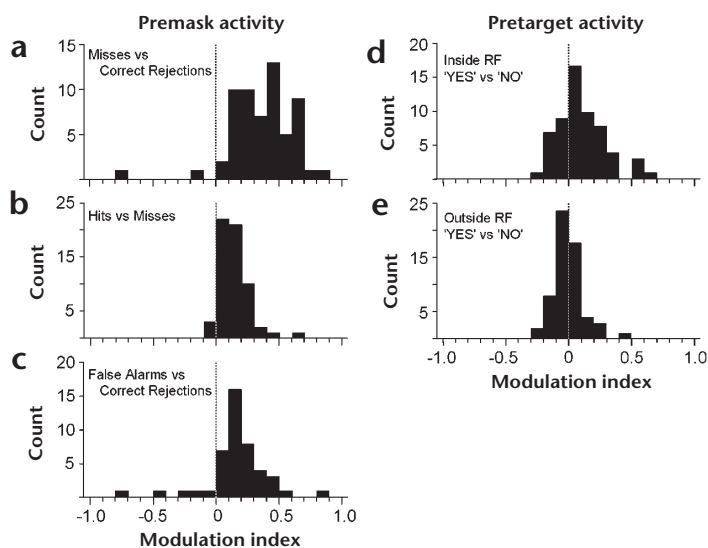 Premask activity
Pretarget activity
a
Misses vs
Correct Rejections
15
10
5
Count
b
Hits vs Misses
25
15
5
Count
c
False Alarms vs
Correct Rejections
20
15
10
5
Count
-1.0 -0.5 0 0.5 1.0
Modulation index
d
Inside RF
'YES' vs 'NO'
20
15
10
5
Count
e
Outside RF
'YES' vs 'NO'
25
15
5
Count
-1.0 -0.5 0 0.5 1.0
Modulation index